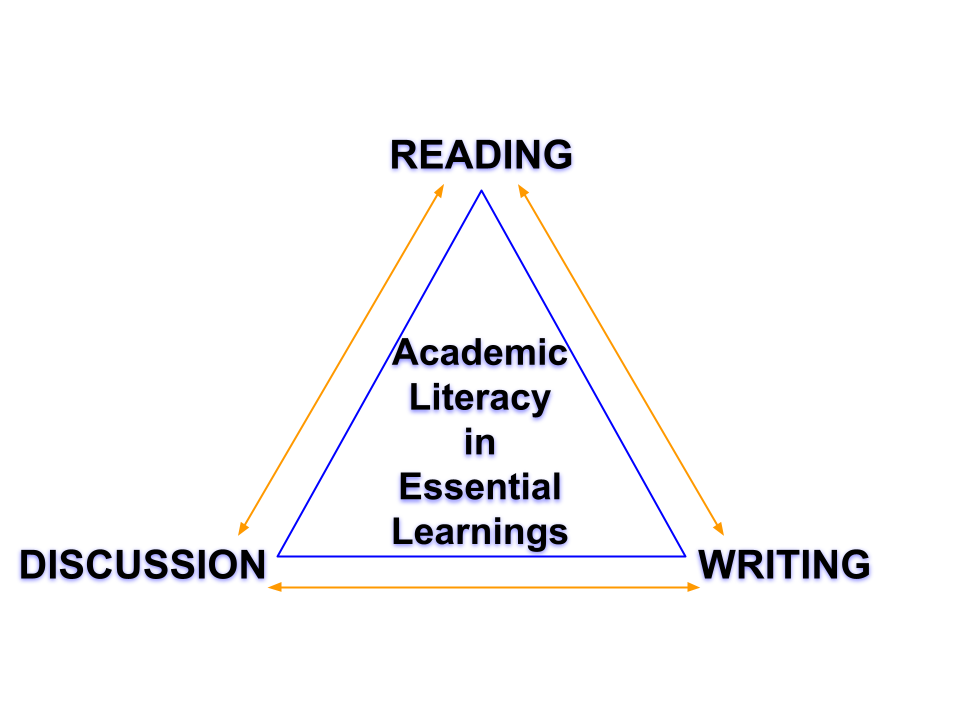 READING
Academic
Literacy
in
Essential
Learnings
DISCUSSION
WRITING